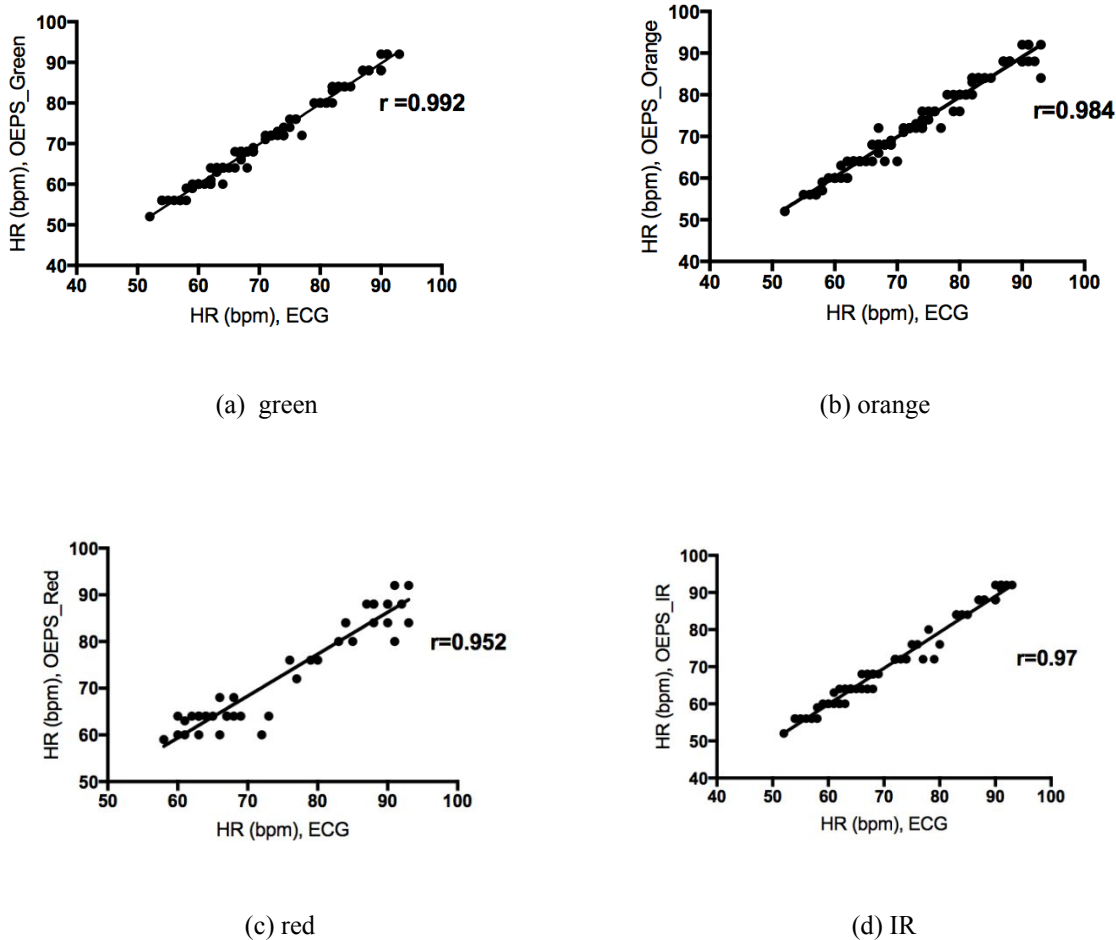 HR (bpm), OEPS_Green
100
90
80
70
60
50
40
40 50 60 70 80 90 100
r =0.992
HR (bpm), ECG
(a) green
HR (bpm), OEPS_Orange
100
90
80
70
60
50
40
40 50 60 70 80 90 100
r=0.984
HR (bpm), ECG
(b) orange
HR (bpm), OEPS_Red
100
90
80
70
60
50
50 60 70 80 90 100
r=0.952
HR (bpm), ECG
(c) red
HR (bpm), OEPS_IR
100
90
80
70
60
50
40
40 50 60 70 80 90 100
r=0.97
HR (bpm), ECG
(d) IR